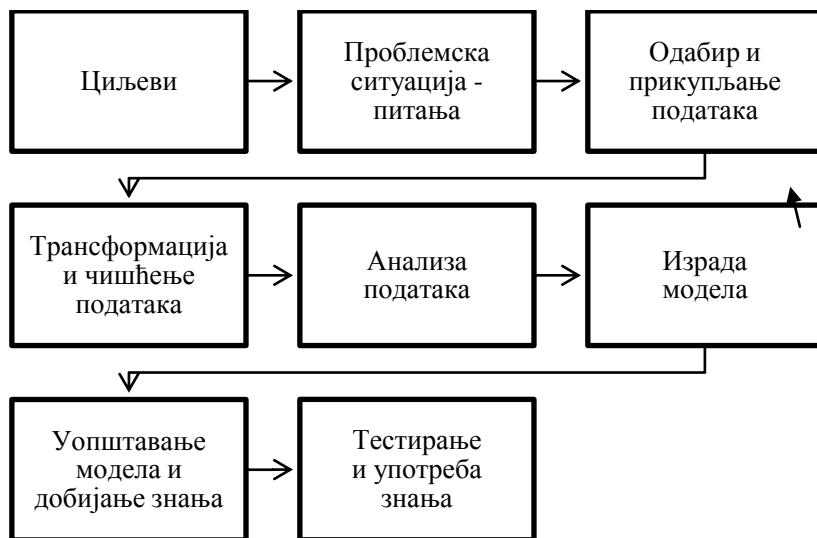 Циљеви
Проблемска
ситуација -
питања
Одабир и
прикупљање
података
Трансформација
и чишћење
података
Анализа
података
Израда
модела
Уопштавање
модела и
добијање знања
Тестирање
и употреба
знања